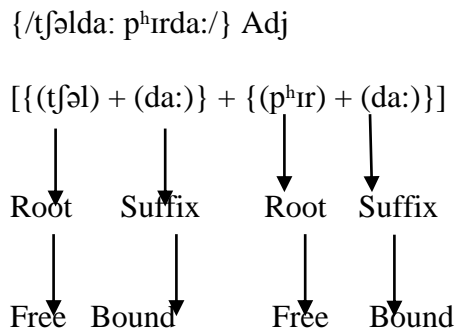 {/tʃəlda: pʰɪrda:/} Adj
[{(tʃəl) + (da:)} + {(pʰɪr) + (da:)}]
Root Suffix Root Suffix
Free Bound Free Bound